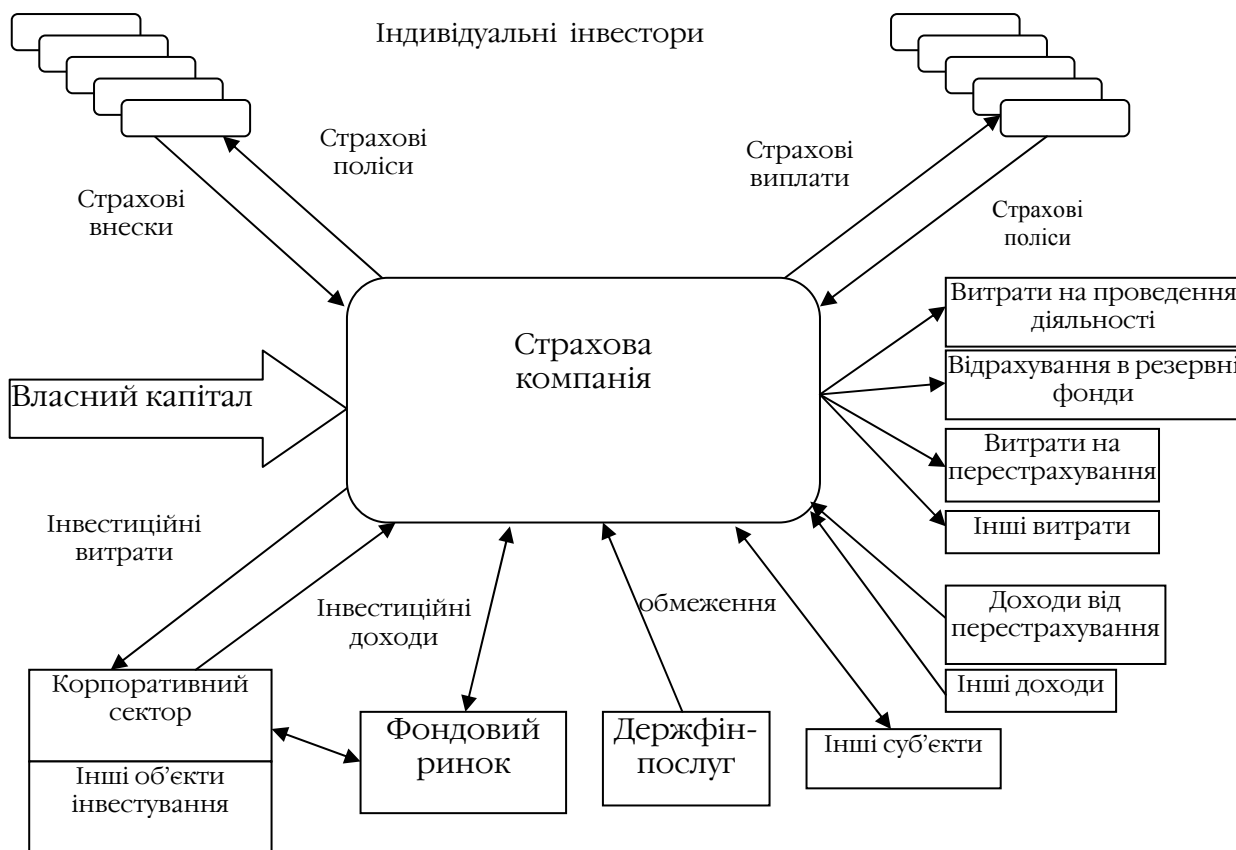 Індивідуальні інвестори
Страхові
поліси
Страхові
внески
Страхові
виплати
Страхові
поліси
Страхова
компанія
Власний капітал
Витрати на проведення
діяльності
Відрахування в резервні
фонди
Витрати на
перестрахування
Інші витрати
Інвестиційні
витрати
Інвестиційні
доходи
обмеження
Доходи від
перестрахування
Інші доходи
Корпоративний
сектор
Інші об’єкти
інвестування
Фондовий
ринок
Держфін-
послуг
Інші суб’єкти